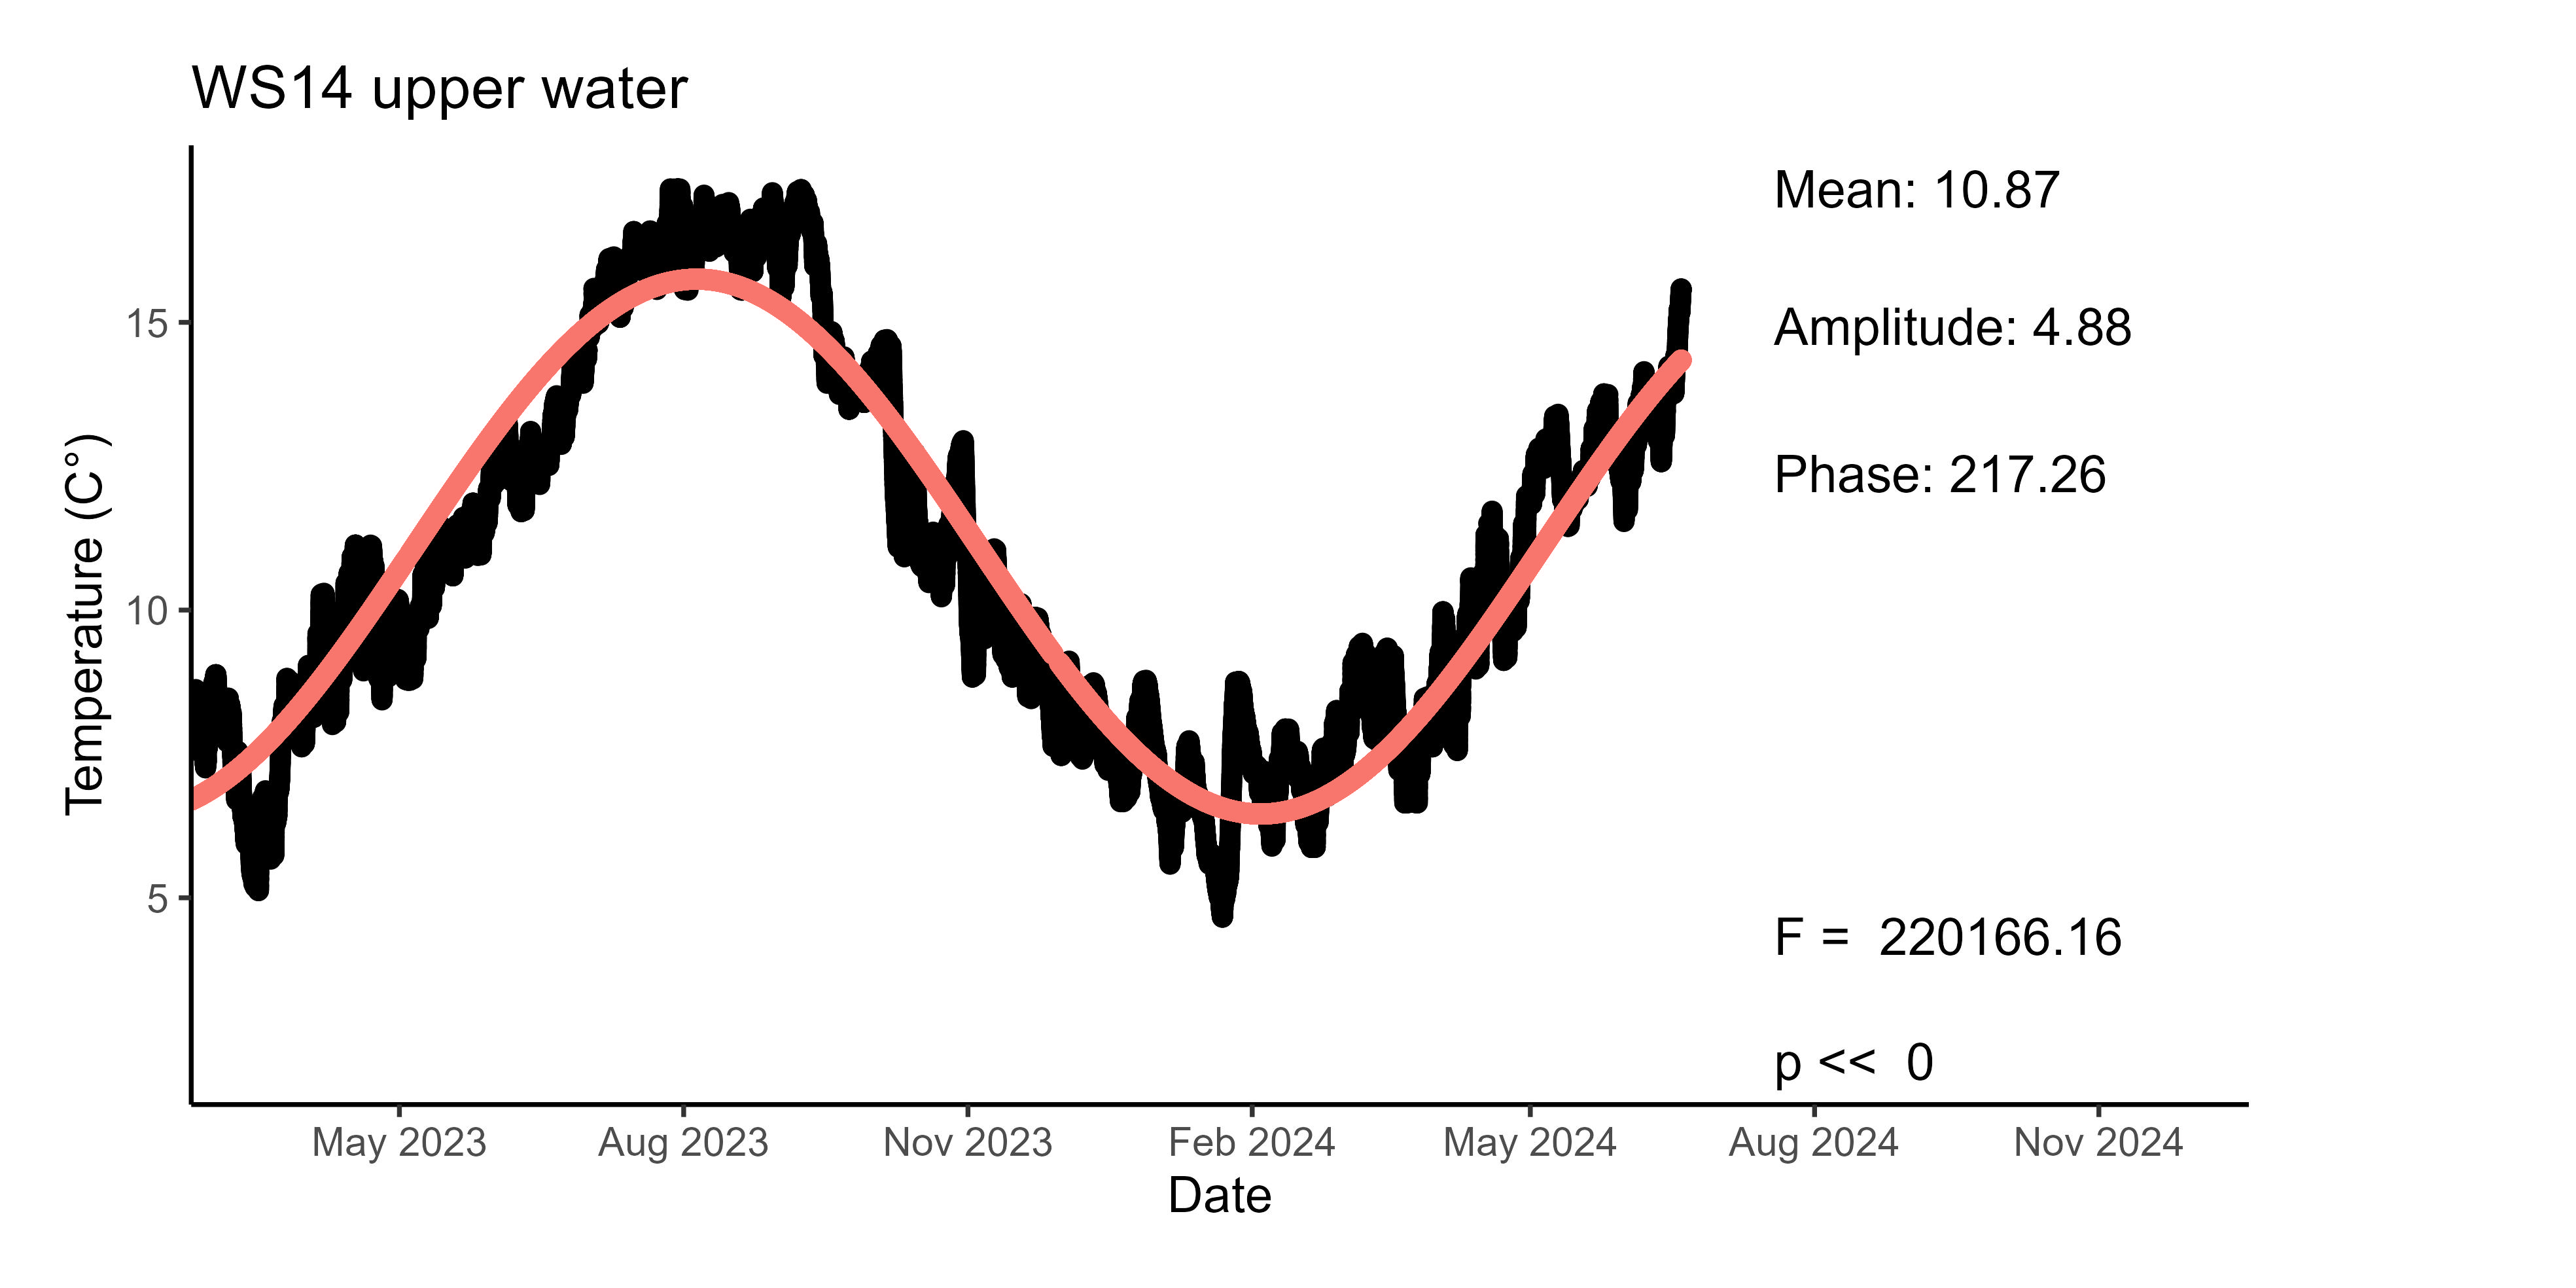 WS14 upper water
Mean: 10.87
Amplitude: 4.88
Phase: 217.26
F =  220166.16
p <<  0
Temperature (C°)
15
10
5
May 2023
Aug 2023
Nov 2023
Feb 2024
May 2024
Aug 2024
Nov 2024
Date